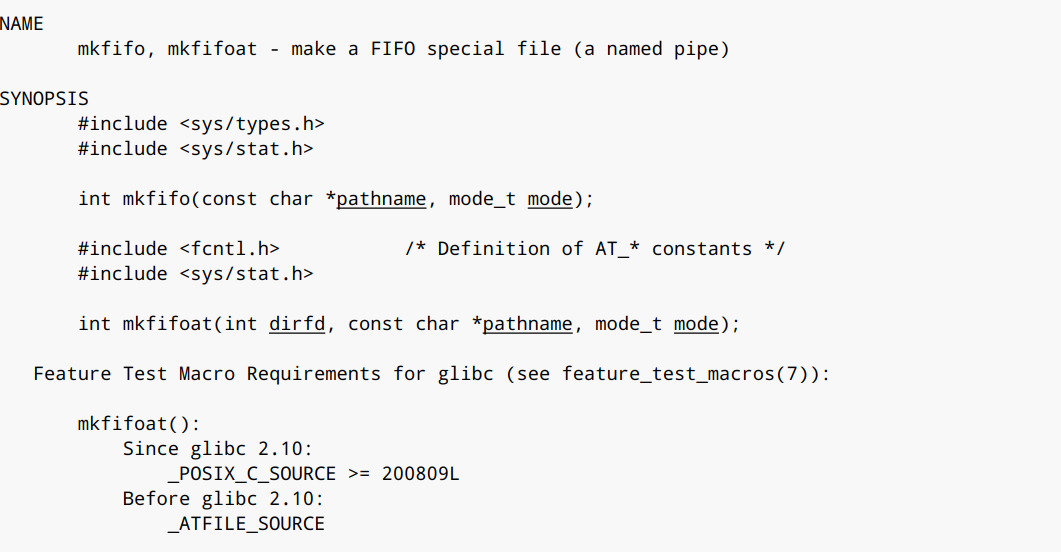 NAME
mkfifo, mkfifoat - make a FIFO special file (a named pipe)
SYNOPSIS
#include <sys/types.h>
#include <sys/stat.h>
int mkfifo(const char *pathname, mode_t mode);
#include <fcntl.h>           /* Definition of AT_* constants */
#include <sys/stat.h>
int mkfifoat(int dirfd, const char *pathname, mode_t mode);
Feature Test Macro Requirements for glibc (see feature_test_macros(7)):
mkfifoat():
Since glibc 2.10:
_POSIX_C_SOURCE >= 200809L
Before glibc 2.10:
_ATFILE_SOURCE